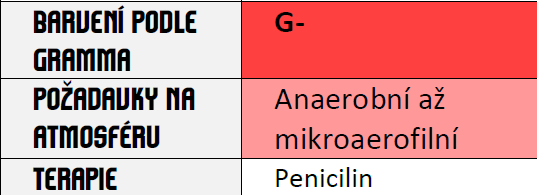 BARVENÍ PODLE
GRAMMA
G-
POŽADAVKY NA
ATMOSFÉRU
Anaerobní až
mikroaerofilní
TERAPIE
Penicilin